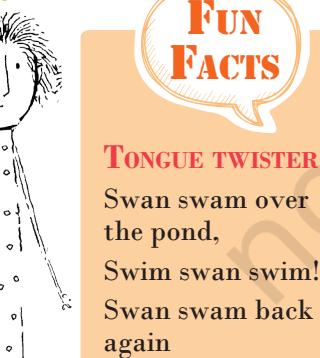 FUN
FACTS
TONGUE TWISTER
Swan swam over
the pond,
Swim swan swim!
Swan swam back
again